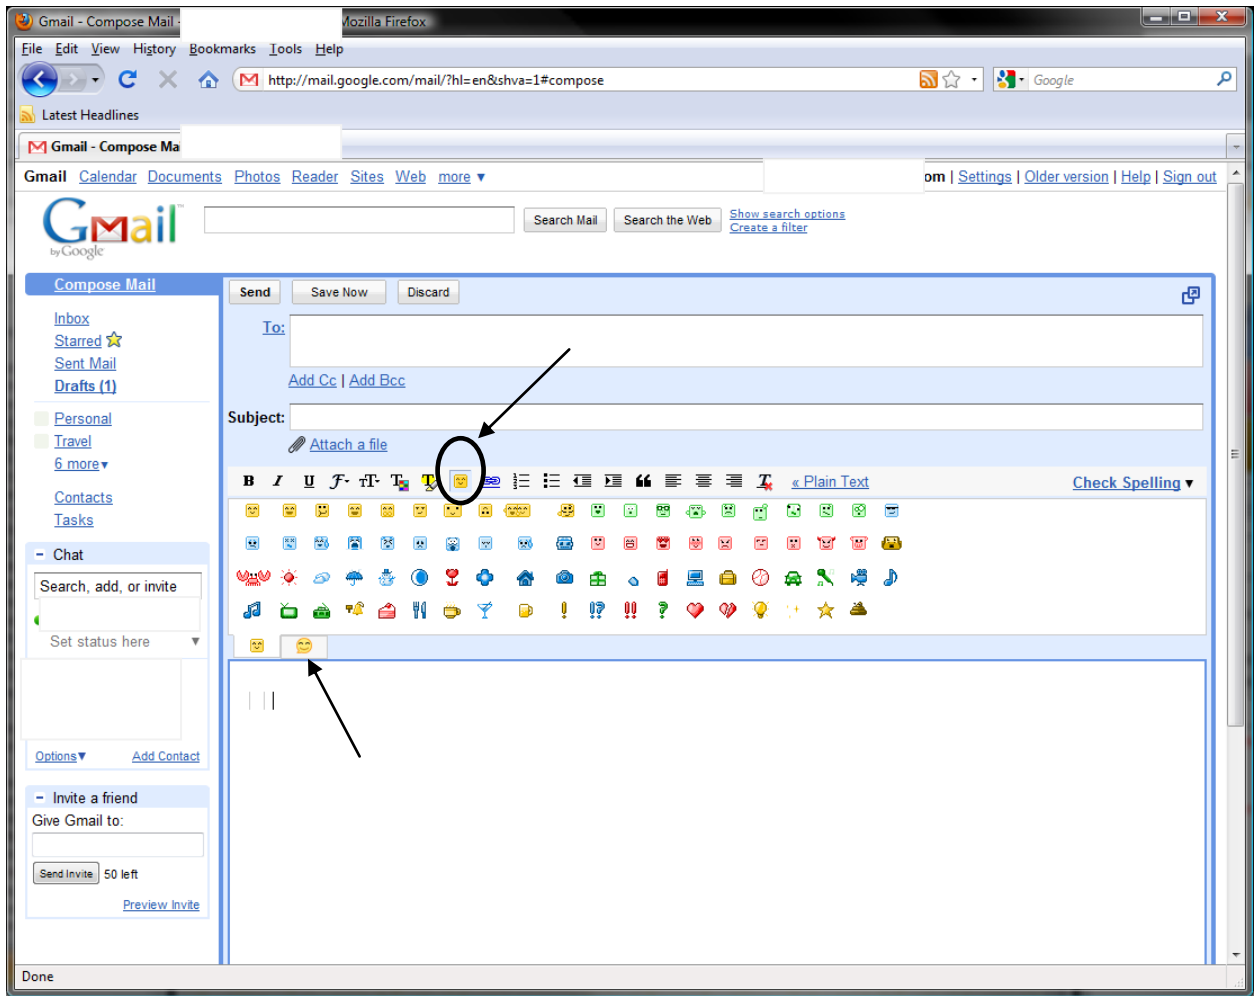 Gmail - Compose Mail - Mozilla Firefox
File Edit View History Bookmarks Tools Help
http://mail.google.com/mail/?hl=en&shva=1#compose Google
Latest Headlines
Gmail - Compose Ma
Gmail Calendar Documents Photos Reader Sites Web more ▼ om | Settings | Older version | Help | Sign out
Gmail™ by Google
Search Mail Search the Web Show search options
Create a filter
Compose Mail
Inbox
Starred
Sent Mail
Drafts (1)
Personal
Travel
6 more▾
Contacts
Tasks
− Chat
Search, add, or invite
Set status here ▼
Options▼ Add Contact
− Invite a friend
Give Gmail to:
Send Invite 50 left
Preview Invite
Send Save Now Discard
To:
Add Cc | Add Bcc
Subject:
Attach a file
B I U « Plain Text Check Spelling ▼
Done